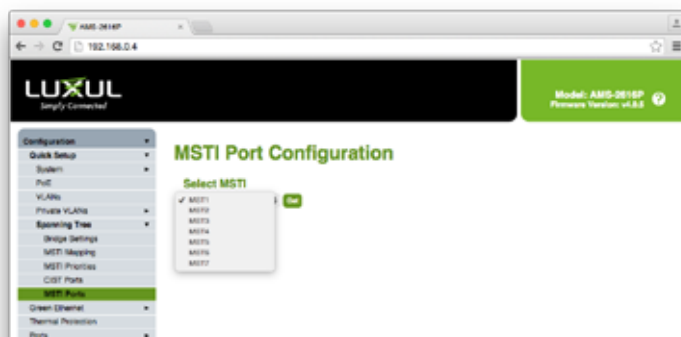 AMS-2616P
192.168.0.4
LUXUL
Simply Connected
Model: AMS-2616P
Firmware Version: v4.0.5
Configuration
Quick Setup
System
PoE
VLANs
Private VLANs
Spanning Tree
Bridge Settings
MSTI Mapping
MSTI Priorities
CIST Ports
MSTI Ports
Green Ethernet
Thermal Protection
Ports
MSTI Port Configuration
Select MSTI
MST1
MST2
MST3
MST4
MST5
MST6
MST7
Get